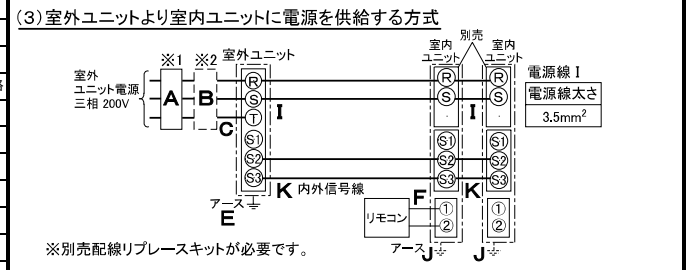 (3)室外ユニットより室内ユニットに電源を供給する方式
別売
※1 ※2 室外ユニット 室内ユニット 室内ユニット
室外
ユニット電源
三相 200V
A B C
R S T S1 S2 S3
I
R S S1 S2 S3
I
R S S1 S2 S3
電源線 I
電源線太さ
3.5mm²
K 内外信号線 K
アース
E
F
リモコン
① ②
① ②
アース J J
※別売配線リプレースキットが必要です。